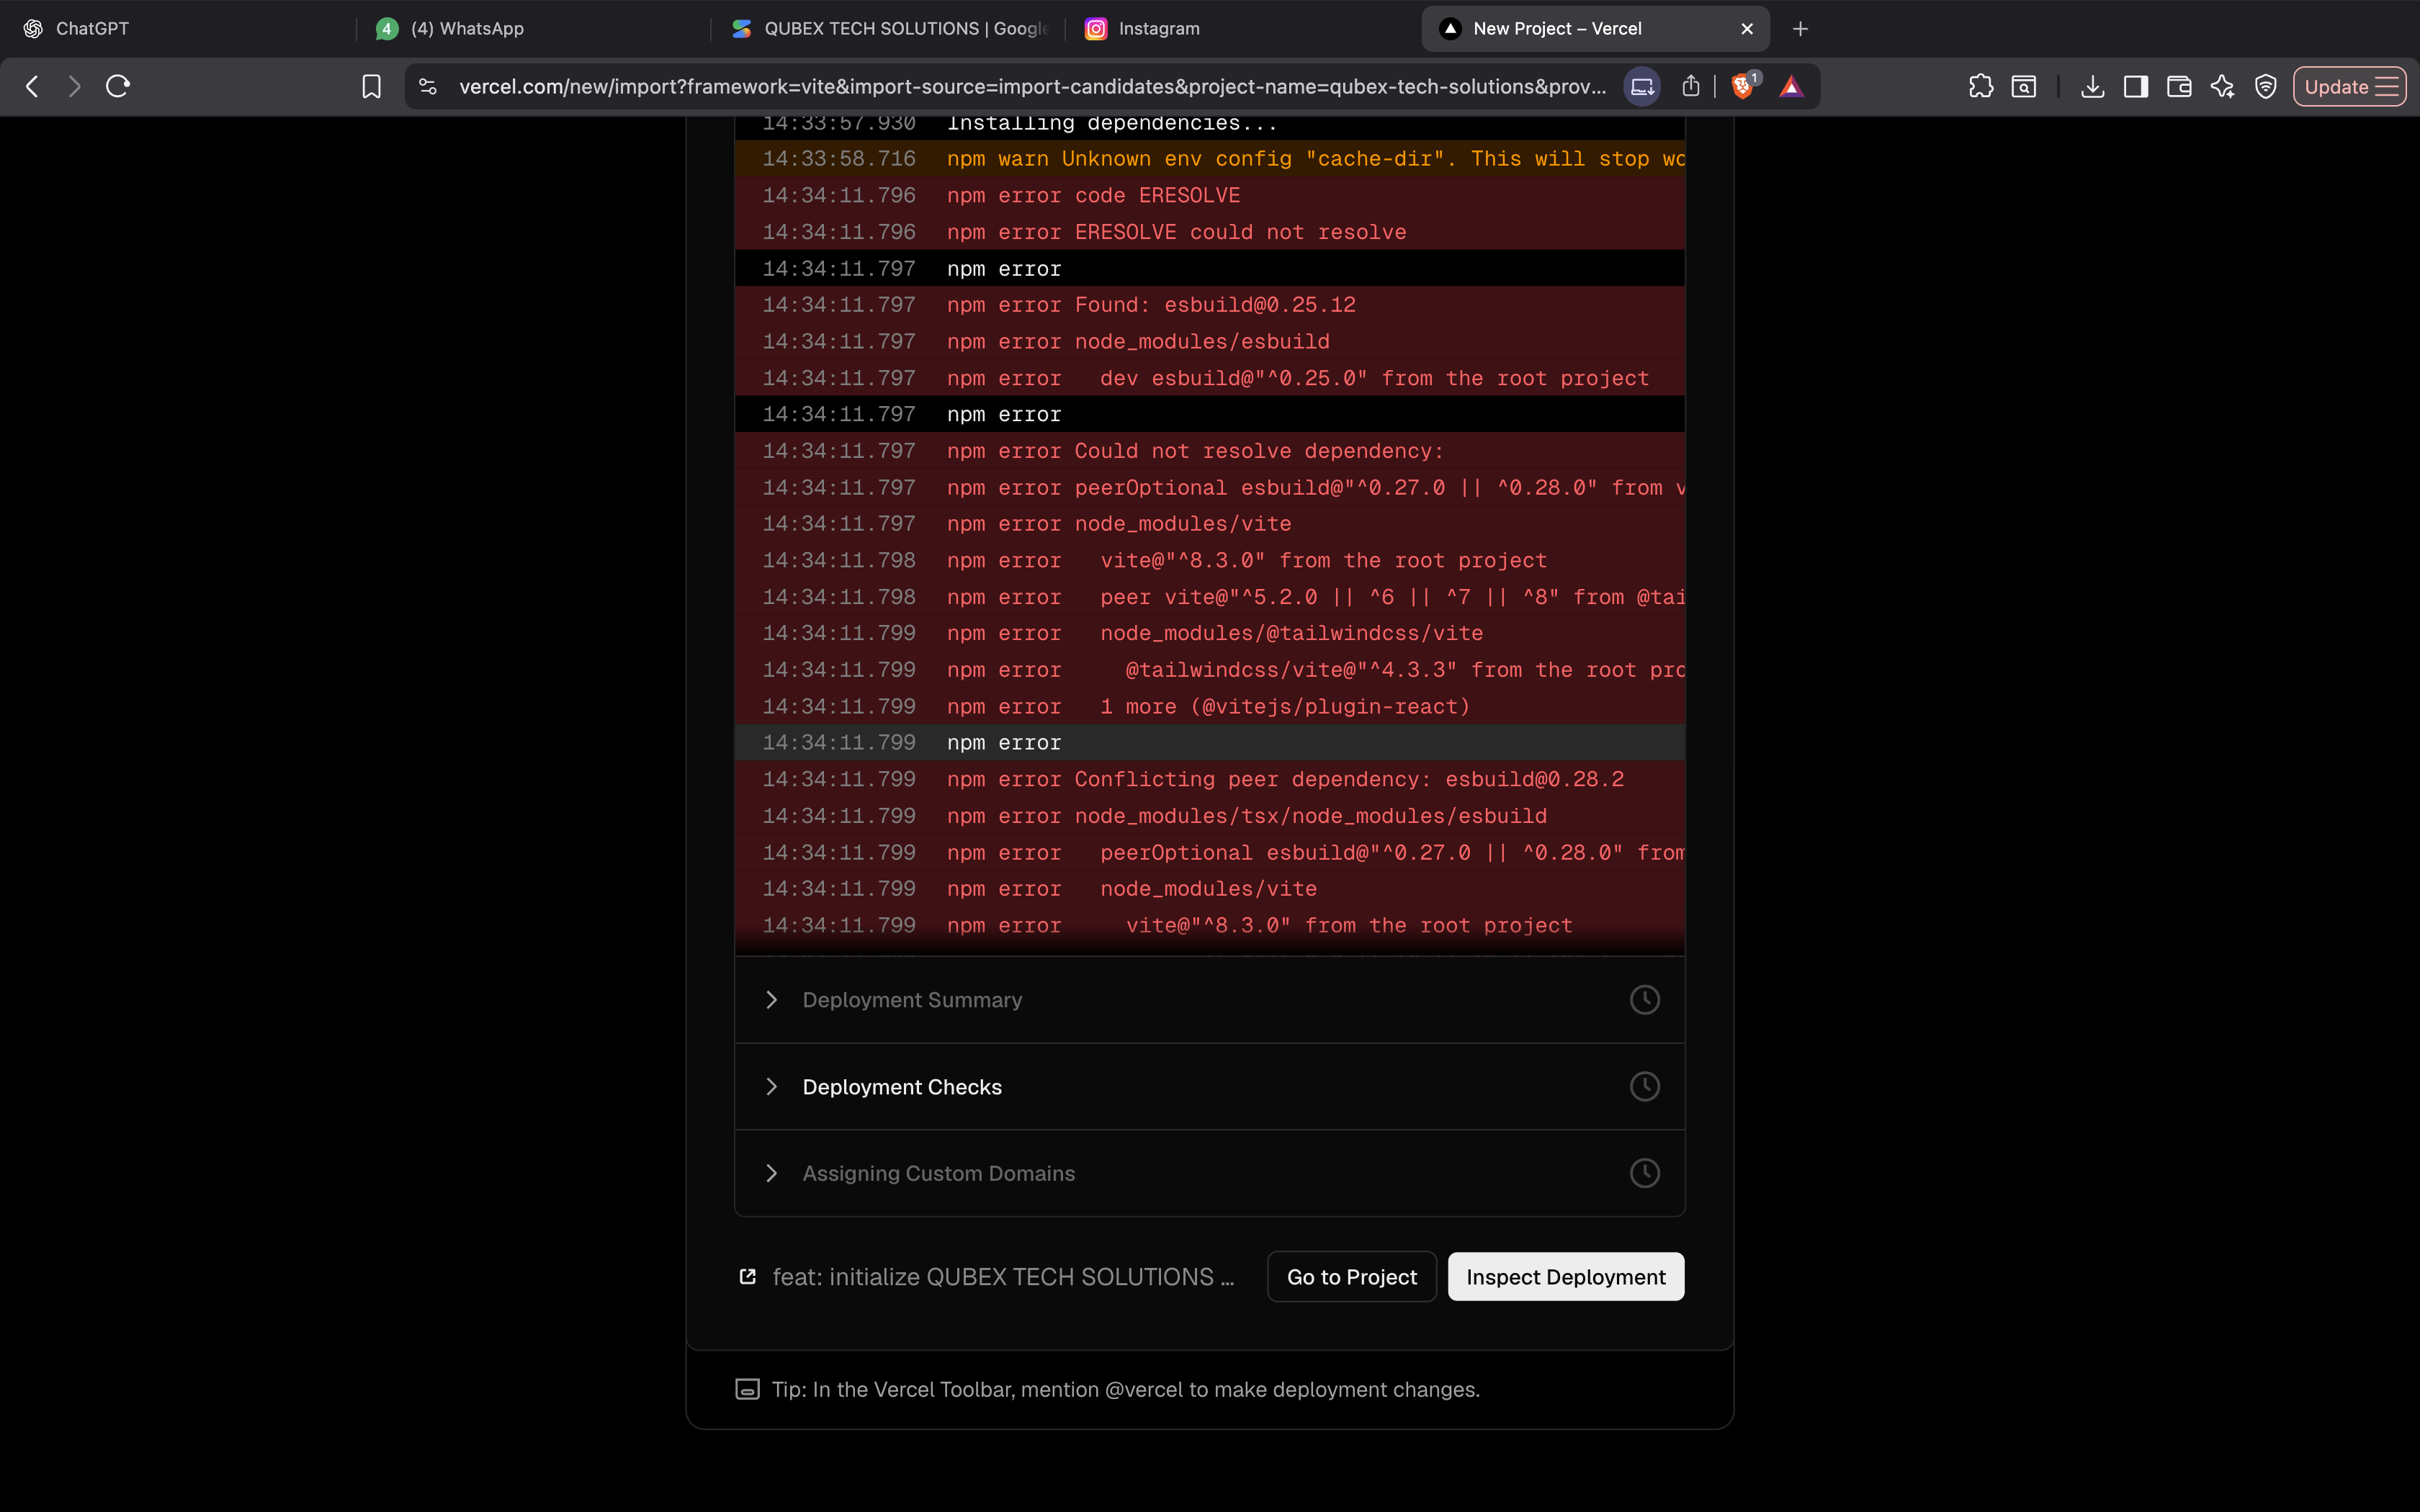 ChatGPT
4 (4) WhatsApp
QUBEX TECH SOLUTIONS | Google
Instagram
New Project – Vercel
vercel.com/new/import?framework=vite&import-source=import-candidates&project-name=qubex-tech-solutions&prov...
1
Update
14:33:57.930 Installing dependencies...
14:33:58.716 npm warn Unknown env config "cache-dir". This will stop wo
14:34:11.796 npm error code ERESOLVE
14:34:11.796 npm error ERESOLVE could not resolve
14:34:11.797 npm error
14:34:11.797 npm error Found: esbuild@0.25.12
14:34:11.797 npm error node_modules/esbuild
14:34:11.797 npm error   dev esbuild@"^0.25.0" from the root project
14:34:11.797 npm error
14:34:11.797 npm error Could not resolve dependency:
14:34:11.797 npm error peerOptional esbuild@"^0.27.0 || ^0.28.0" from v
14:34:11.797 npm error node_modules/vite
14:34:11.798 npm error   vite@"^8.3.0" from the root project
14:34:11.798 npm error   peer vite@"^5.2.0 || ^6 || ^7 || ^8" from @tai
14:34:11.799 npm error   node_modules/@tailwindcss/vite
14:34:11.799 npm error     @tailwindcss/vite@"^4.3.3" from the root pro
14:34:11.799 npm error   1 more (@vitejs/plugin-react)
14:34:11.799 npm error
14:34:11.799 npm error Conflicting peer dependency: esbuild@0.28.2
14:34:11.799 npm error node_modules/tsx/node_modules/esbuild
14:34:11.799 npm error   peerOptional esbuild@"^0.27.0 || ^0.28.0" from
14:34:11.799 npm error   node_modules/vite
14:34:11.799 npm error     vite@"^8.3.0" from the root project
Deployment Summary
Deployment Checks
Assigning Custom Domains
feat: initialize QUBEX TECH SOLUTIONS ...
Go to Project
Inspect Deployment
Tip: In the Vercel Toolbar, mention @vercel to make deployment changes.